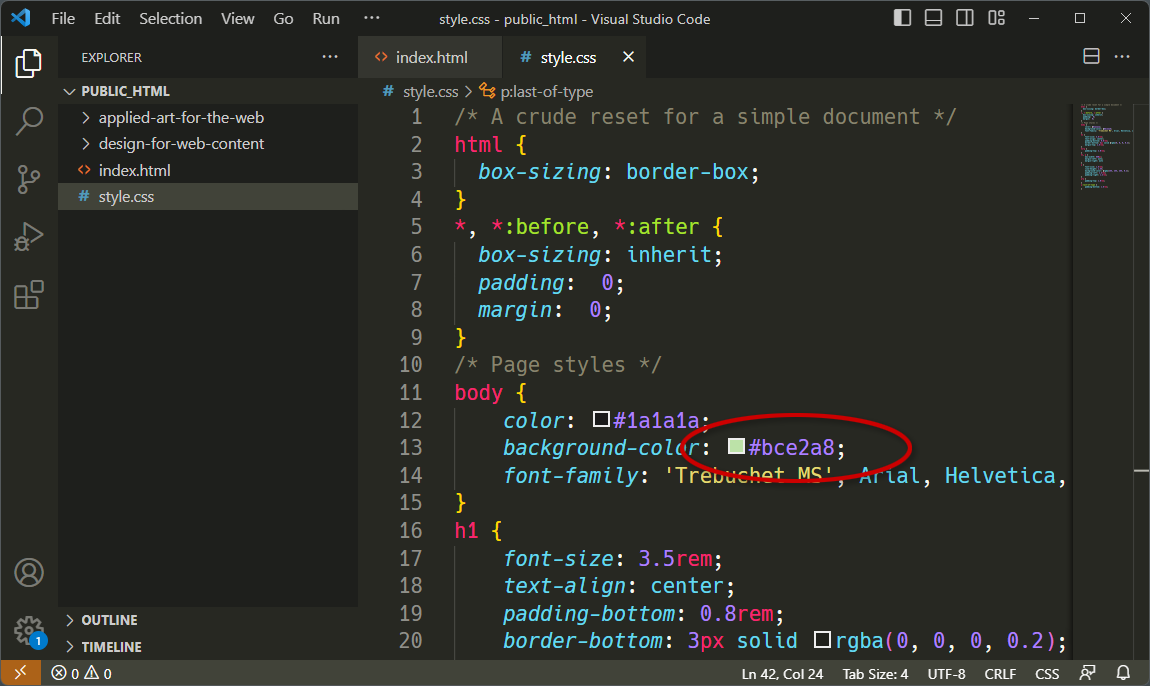 File Edit Selection View Go Run ··· style.css - public_html - Visual Studio Code
EXPLORER ···
index.html
# style.css
PUBLIC_HTML
applied-art-for-the-web
design-for-web-content
index.html
# style.css
OUTLINE
TIMELINE
# style.css > p:last-of-type
1 /* A crude reset for a simple document */
2 html {
3 box-sizing: border-box;
4 }
5 *, *:before, *:after {
6 box-sizing: inherit;
7 padding:  0;
8 margin:  0;
9 }
10 /* Page styles */
11 body {
12 color: #1a1a1a;
13 background-color: #bce2a8;
14 font-family: 'Trebuchet MS', Arial, Helvetica,
15 }
16 h1 {
17 font-size: 3.5rem;
18 text-align: center;
19 padding-bottom: 0.8rem;
20 border-bottom: 3px solid rgba(0, 0, 0, 0.2);
1
0 0 Ln 42, Col 24 Tab Size: 4 UTF-8 CRLF CSS